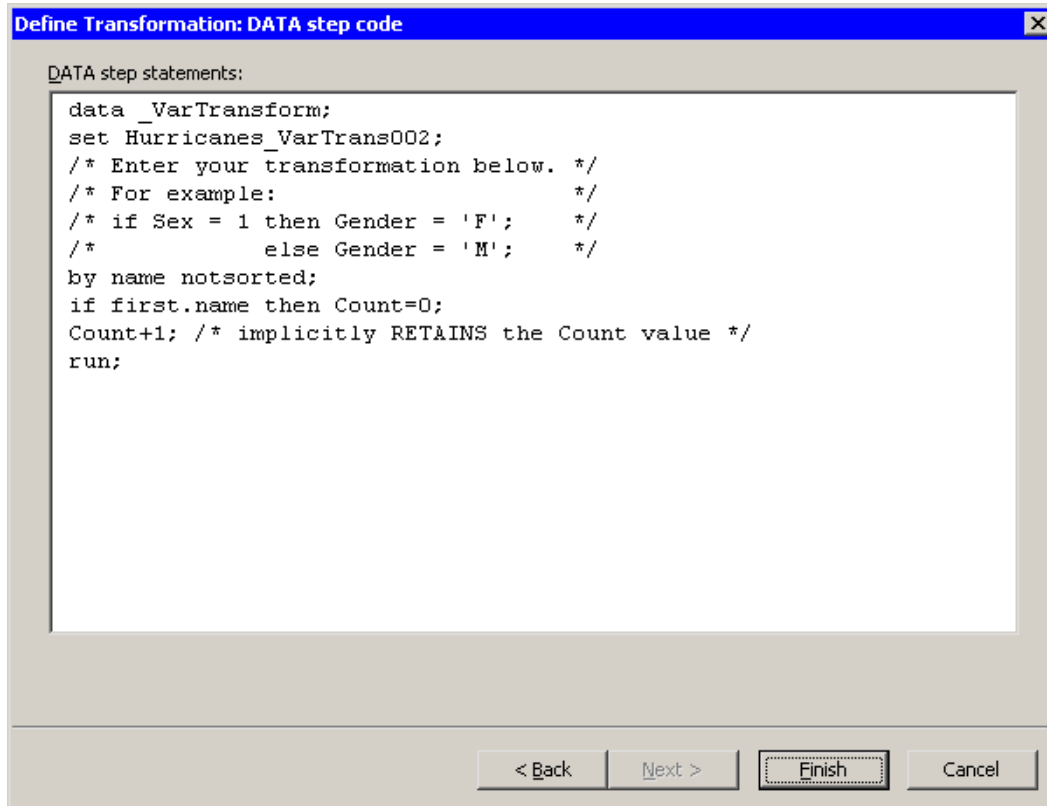 Define Transformation: DATA step code
DATA step statements:
data _VarTransform;
set Hurricanes_VarTrans002;
/* Enter your transformation below. */
/* For example:                     */
/* if Sex = 1 then Gender = 'F';    */
/*            else Gender = 'M';    */
by name notsorted;
if first.name then Count=0;
Count+1; /* implicitly RETAINS the Count value */
run;
< Back Next > Finish Cancel